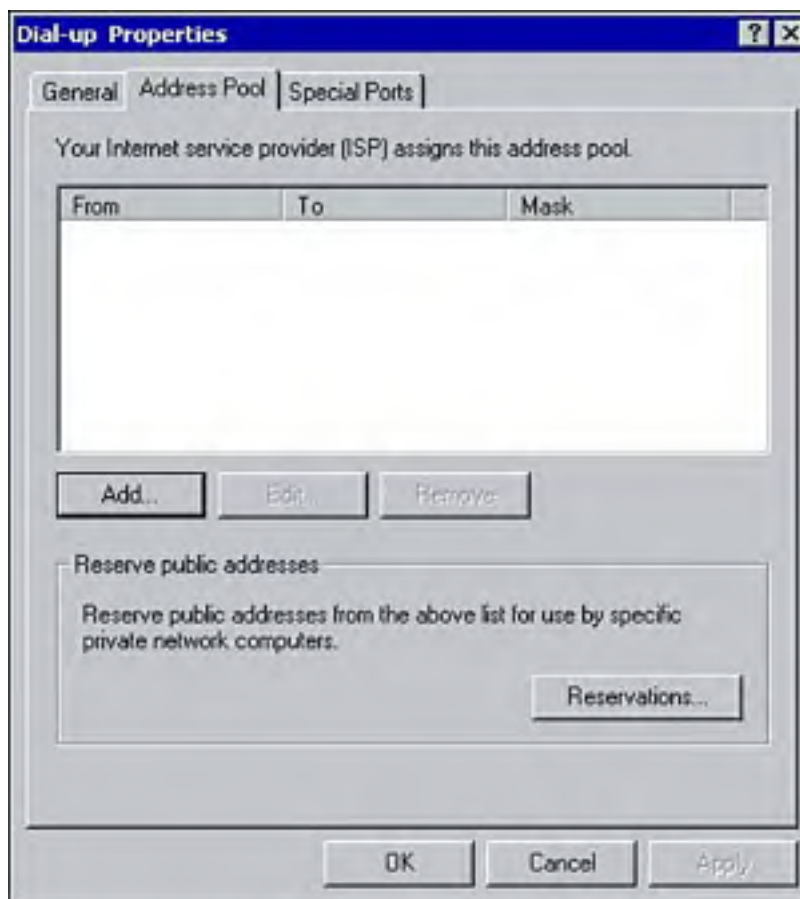 Dial-up Properties
General Address Pool Special Ports
Your Internet service provider (ISP) assigns this address pool.
From To Mask
Add... Edit... Remove
Reserve public addresses
Reserve public addresses from the above list for use by specific
private network computers.
Reservations...
OK Cancel Apply